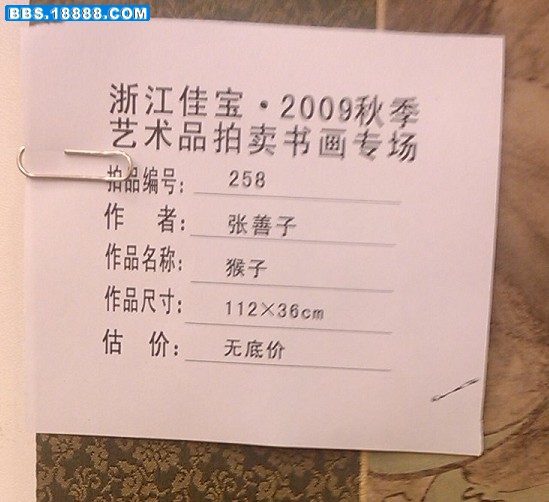 BBS.18888.COM
浙江佳宝·2009秋季
艺术品拍卖书画专场
拍品编号: 258
作 者: 张善子
作品名称: 猴子
作品尺寸: 112×36cm
估 价: 无底价